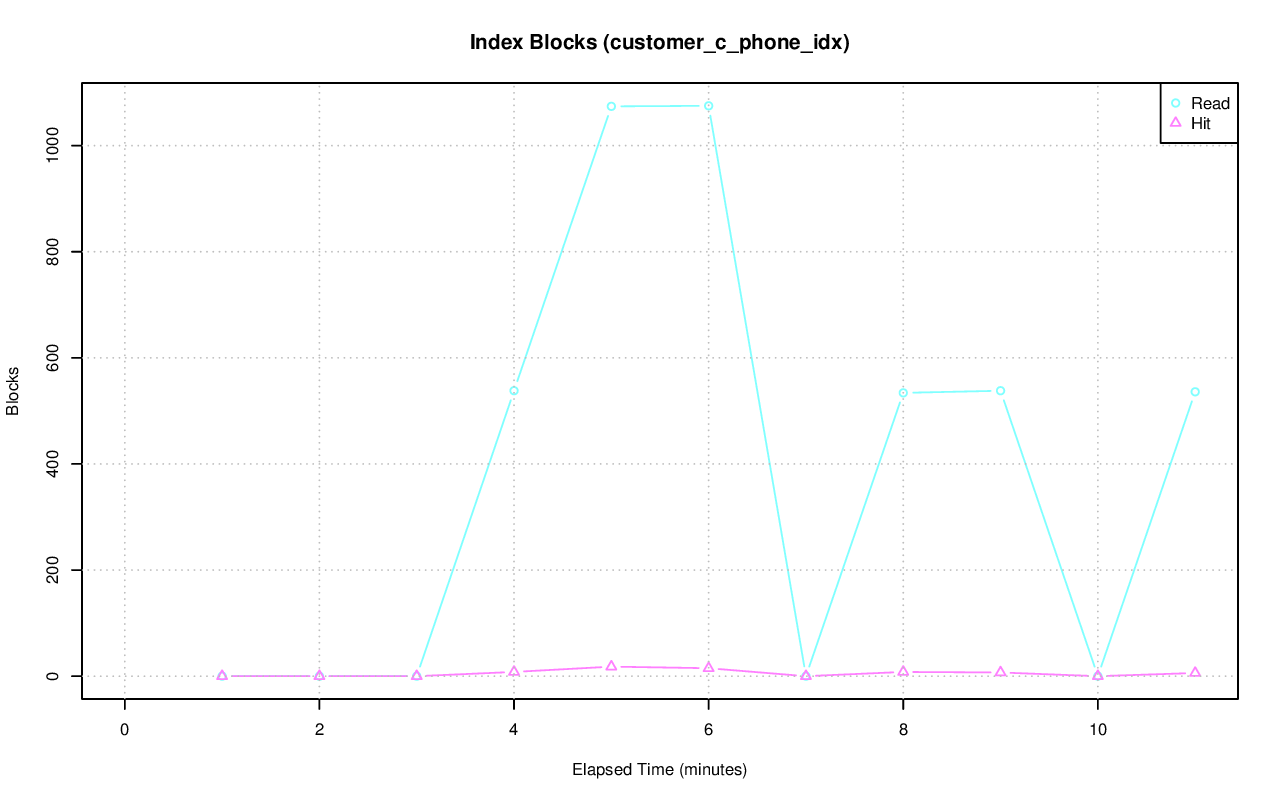 Index Blocks (customer_c_phone_idx)
Read
Hit
1000
800
600
400
200
0
Blocks
0 2 4 6 8 10
Elapsed Time (minutes)